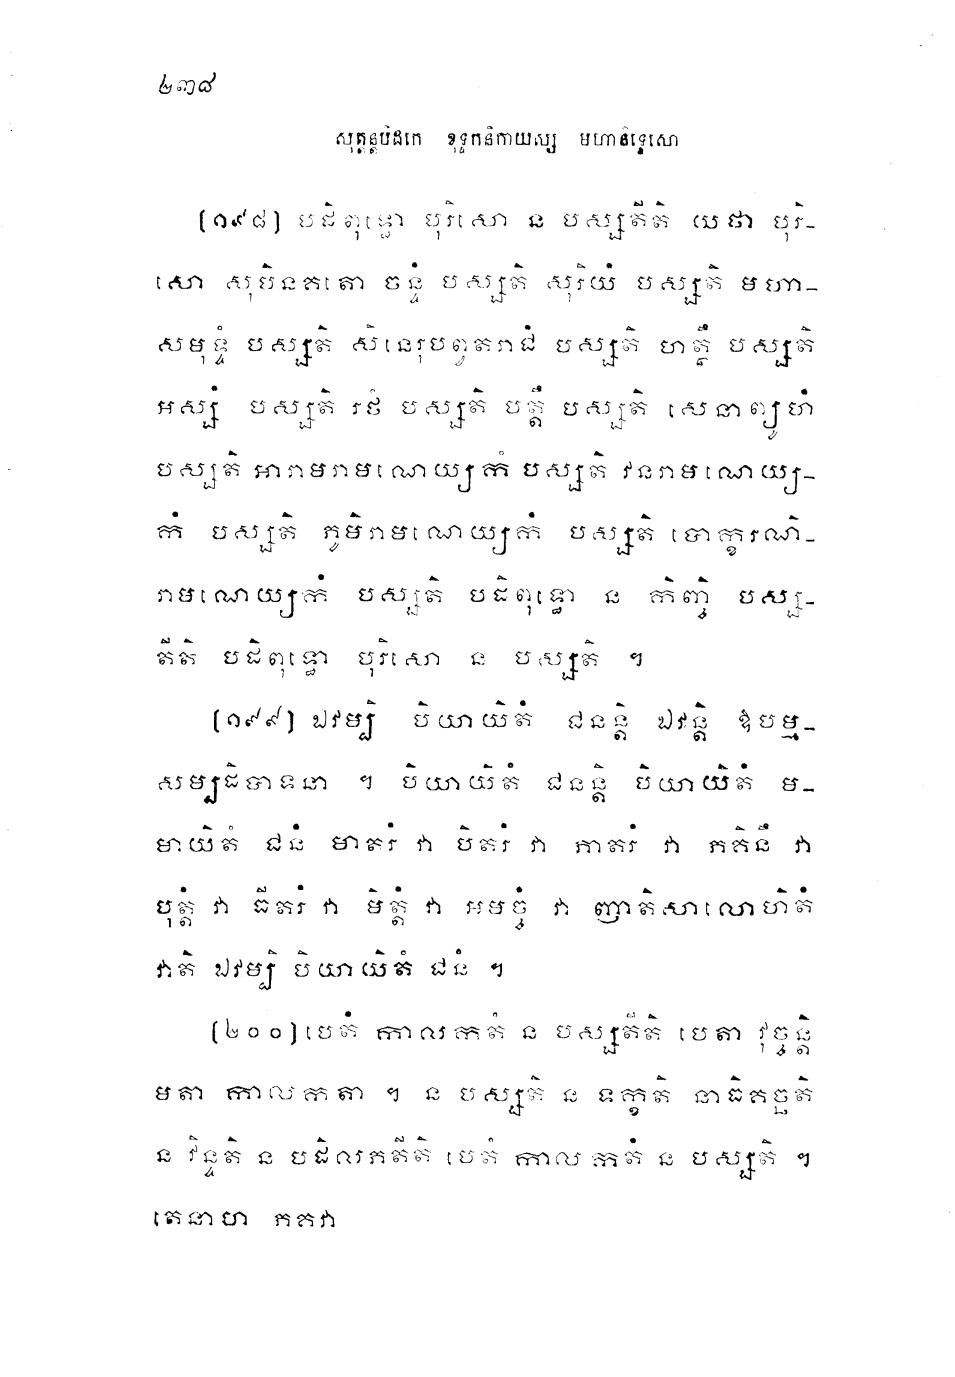 ២៣៨
សុត្តន្តបិដកេ ខុទ្ទកនិកាយស្ស មហានិទ្ទេសោ
(១៩៨) បដិពុទ្ធោ បុរិសោ ន បស្សតីតិ យថា បុរិ-
សោ សុបិនកតោ ចន្ទំ បស្សតិ សុរិយំ បស្សតិ មហា-
សមុទ្ទំ បស្សតិ សិនេរុបព្វតរាជំ បស្សតិ ហត្ថឹ បស្សតិ
អស្សំ បស្សតិ រថំ បស្សតិ បត្តឹ បស្សតិ សេនាព្យូហំ
បស្សតិ អារាមរាមណេយ្យកំ បស្សតិ វនរាមណេយ្យ-
កំ បស្សតិ ភូមិរាមណេយ្យកំ បស្សតិ បោក្ខរណិ-
រាមណេយ្យកំ បស្សតិ បដិពុទ្ធោ ន កិញ្ចិ បស្ស-
តីតិ បដិពុទ្ធោ បុរិសោ ន បស្សតិ ។
(១៩៩) ឯវម្បិ បិយាយិតំ ជនន្តិ ឯវន្តិ ឱបម្ម-
សម្បដិបាទនា ។ បិយាយិតំ ជនន្តិ បិយាយិតំ ម-
មាយិតំ ជនំ មាតរំ វា បិតរំ វា ភាតរំ វា ភគិនឹ វា
បុត្តំ វា ធីតរំ វា មិត្តំ វា អមច្ចំ វា ញាតិសាលោហិតំ
វាតិ ឯវម្បិ បិយាយិតំ ជនំ ។
(២០០) បេតំ កាលកតំ ន បស្សតីតិ បេតា វុច្ចន្តិ
មតា កាលកតា ។ ន បស្សតិ ន ទក្ខតិ នាធិគច្ឆតិ
ន វិន្ទតិ ន បដិលភតីតិ បេតំ កាលកតំ ន បស្សតិ ។
តេនាហ ភគវា